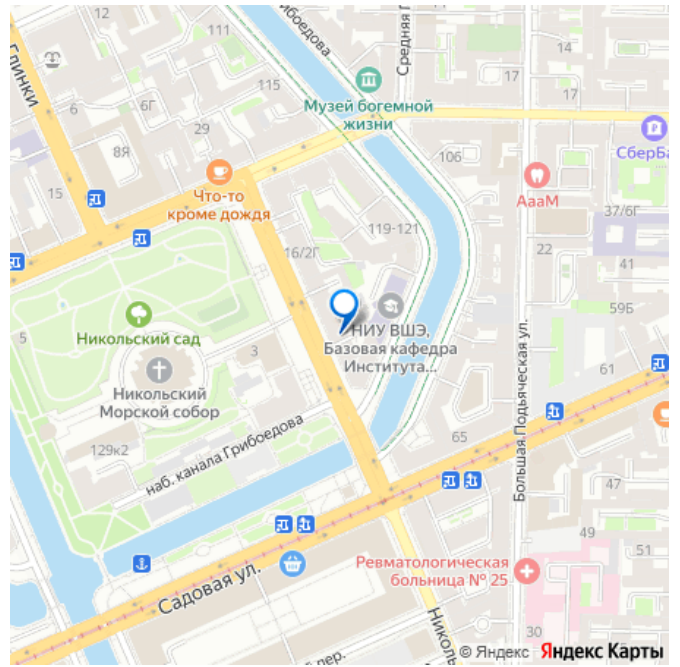 Грибоедова
Глинки
Средняя П
14
17
17
115
6
6Г
Музей богемной
жизни
29
8Я
106
СберБа
15
Что-то
кроме дождя
АааМ
37/6Г
119-121
16/2Г
22
41
59Б
5
Никольский сад
3
НИУ ВШЭ,
Базовая кафедра
Института...
Никольский
Морской собор
61
Большая Подьяческая ул.
наб. канала Грибоедова
129к2
65
47
49
51
Садовая ул.
Ревматологическая
больница № 25
30
Николь
пер.
© Яндекс Яндекс Карты